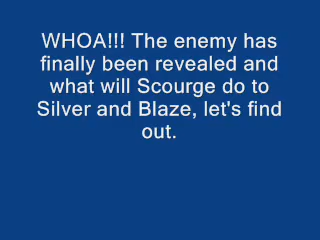 WHOA!!! The enemy has
finally been revealed and
what will Scourge do to
Silver and Blaze, let's find
out.